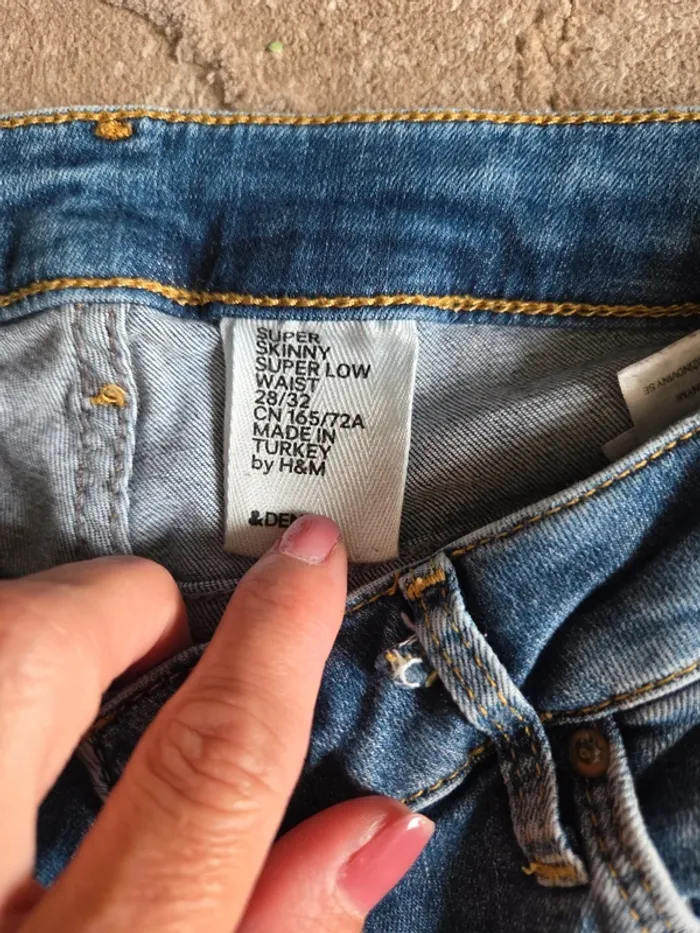 SUPER
SKINNY
SUPER LOW
WAIST
28/32
CN 165/72A
MADE IN
TURKEY
by H&M